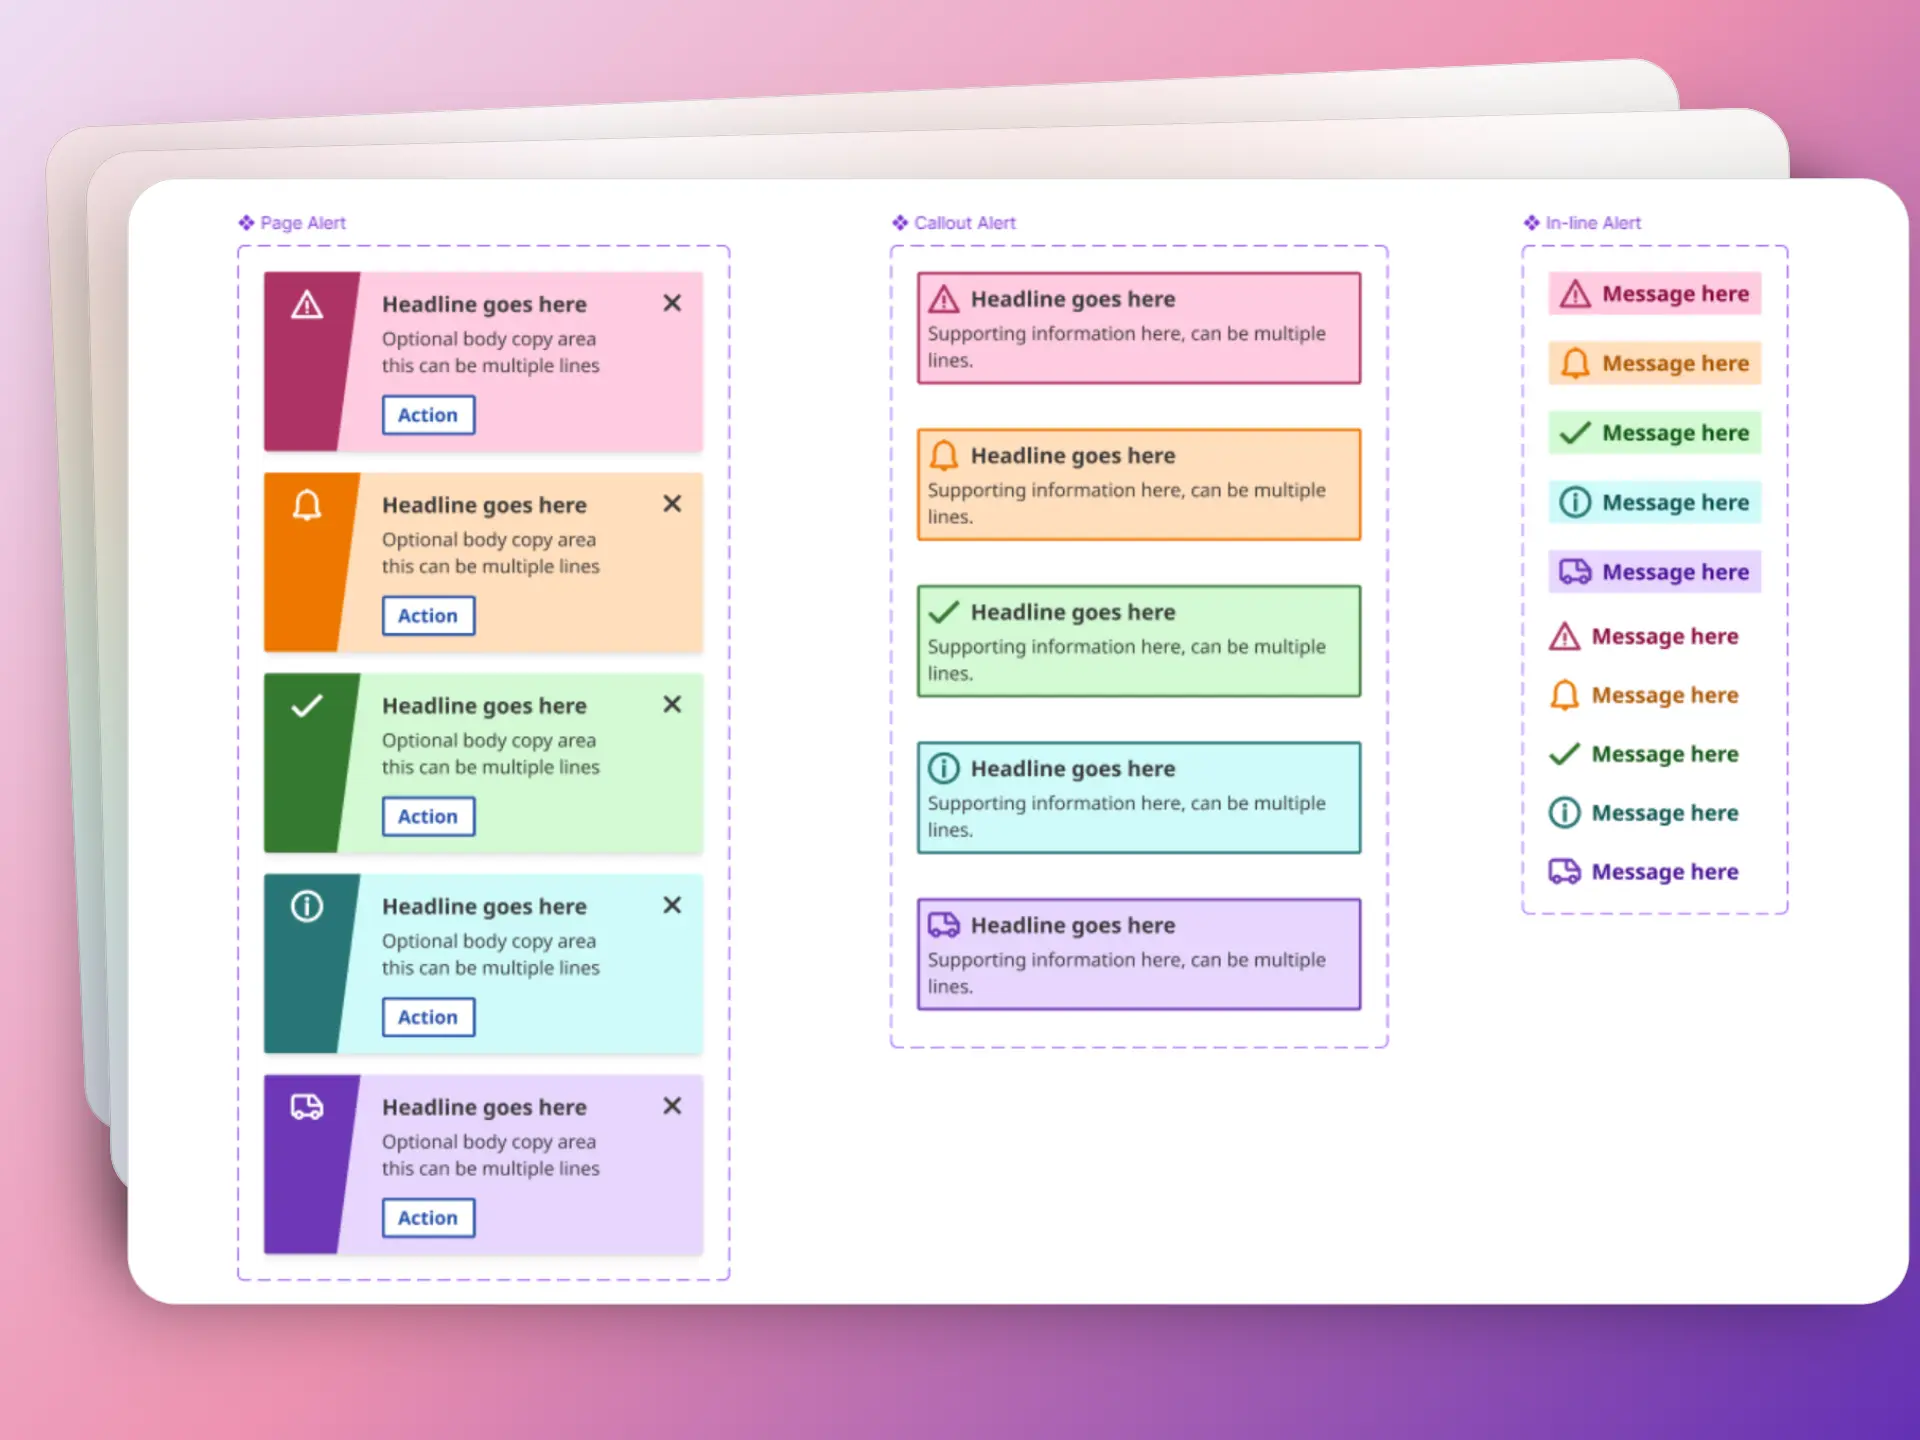 Page Alert
Headline goes here
Optional body copy area
this can be multiple lines
Action
Headline goes here
Optional body copy area
this can be multiple lines
Action
Headline goes here
Optional body copy area
this can be multiple lines
Action
Headline goes here
Optional body copy area
this can be multiple lines
Action
Headline goes here
Optional body copy area
this can be multiple lines
Action
Callout Alert
Headline goes here
Supporting information here, can be multiple
lines.
Headline goes here
Supporting information here, can be multiple
lines.
Headline goes here
Supporting information here, can be multiple
lines.
Headline goes here
Supporting information here, can be multiple
lines.
Headline goes here
Supporting information here, can be multiple
lines.
In-line Alert
Message here
Message here
Message here
Message here
Message here
Message here
Message here
Message here
Message here
Message here